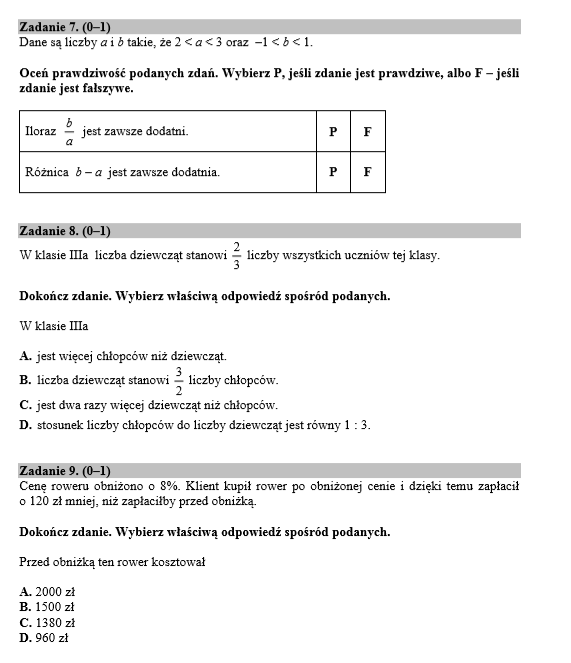 Zadanie 7. (0–1)
Dane są liczby a i b takie, że 2 < a < 3 oraz −1 < b < 1.
Oceń prawdziwość podanych zdań. Wybierz P, jeśli zdanie jest prawdziwe, albo F – jeśli
zdanie jest fałszywe.
Iloraz b/a jest zawsze dodatni. P F
Różnica b – a jest zawsze dodatnia. P F
Zadanie 8. (0–1)
W klasie IIIa liczba dziewcząt stanowi 2/3 liczby wszystkich uczniów tej klasy.
Dokończ zdanie. Wybierz właściwą odpowiedź spośród podanych.
W klasie IIIa
A. jest więcej chłopców niż dziewcząt.
B. liczba dziewcząt stanowi 3/2 liczby chłopców.
C. jest dwa razy więcej dziewcząt niż chłopców.
D. stosunek liczby chłopców do liczby dziewcząt jest równy 1 : 3.
Zadanie 9. (0–1)
Cenę roweru obniżono o 8%. Klient kupił rower po obniżonej cenie i dzięki temu zapłacił
o 120 zł mniej, niż zapłaciłby przed obniżką.
Dokończ zdanie. Wybierz właściwą odpowiedź spośród podanych.
Przed obniżką ten rower kosztował
A. 2000 zł
B. 1500 zł
C. 1380 zł
D. 960 zł